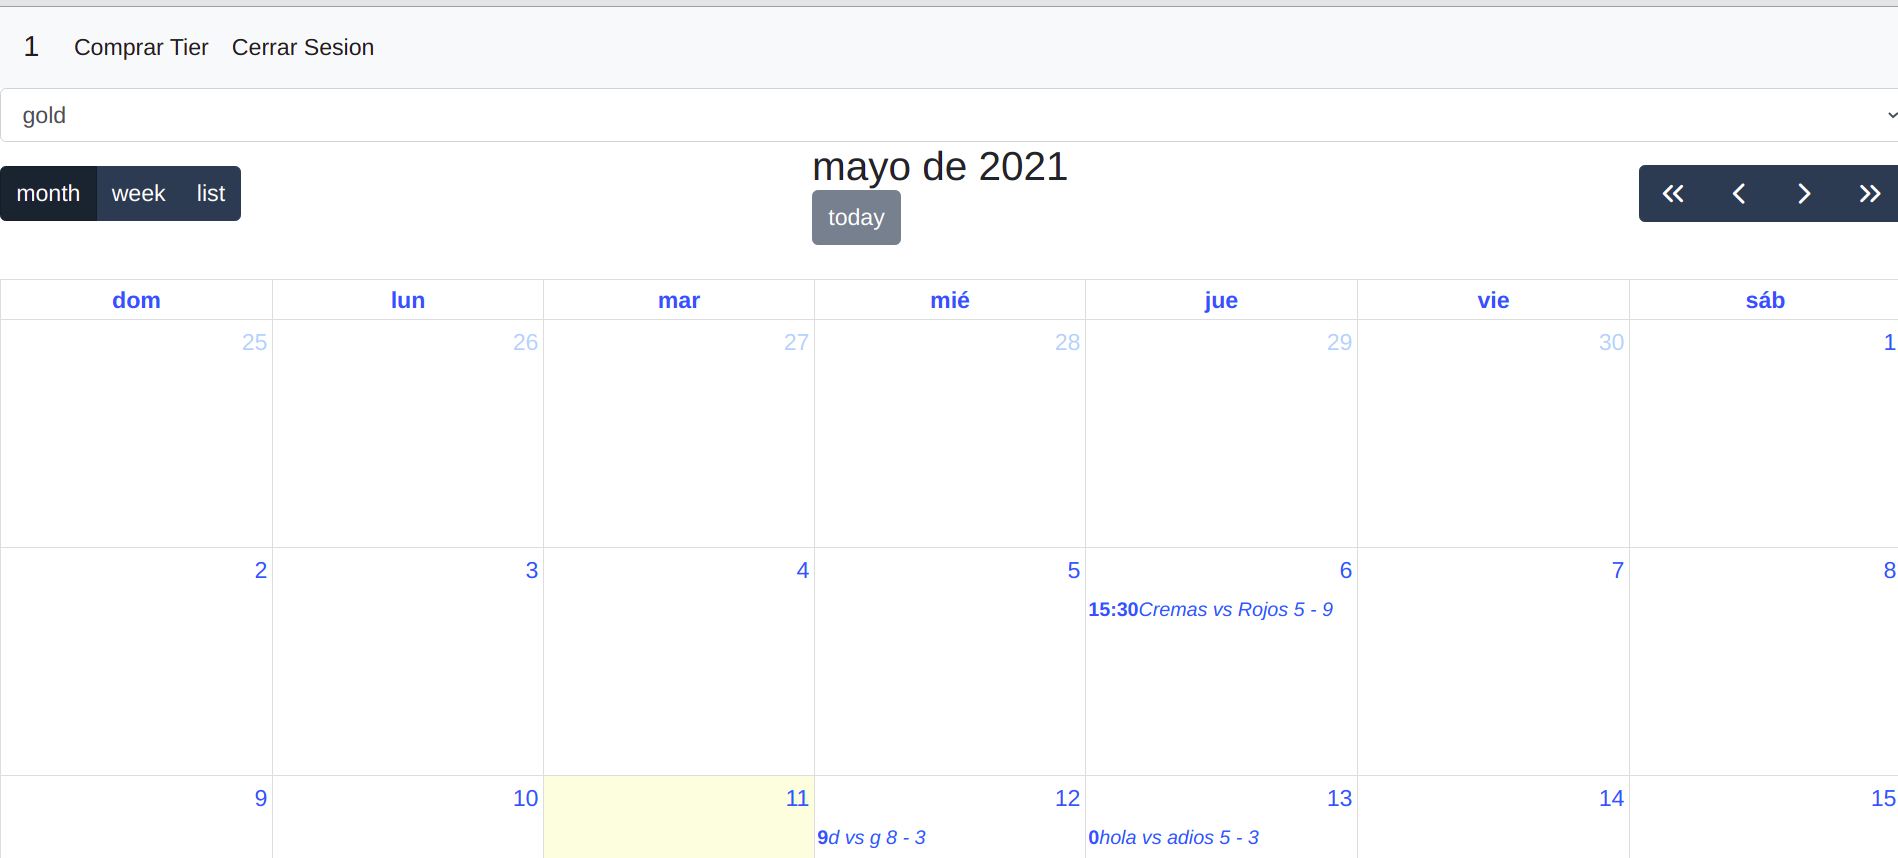 1 Comprar Tier Cerrar Sesion
gold
month week list
mayo de 2021
today
dom lun mar mié jue vie sáb
25 26 27 28 29 30 1
2 3 4 5 6 7 8
15:30Cremas vs Rojos 5 - 9
9 10 11 12 13 14 15
9d vs g 8 - 3 0hola vs adios 5 - 3